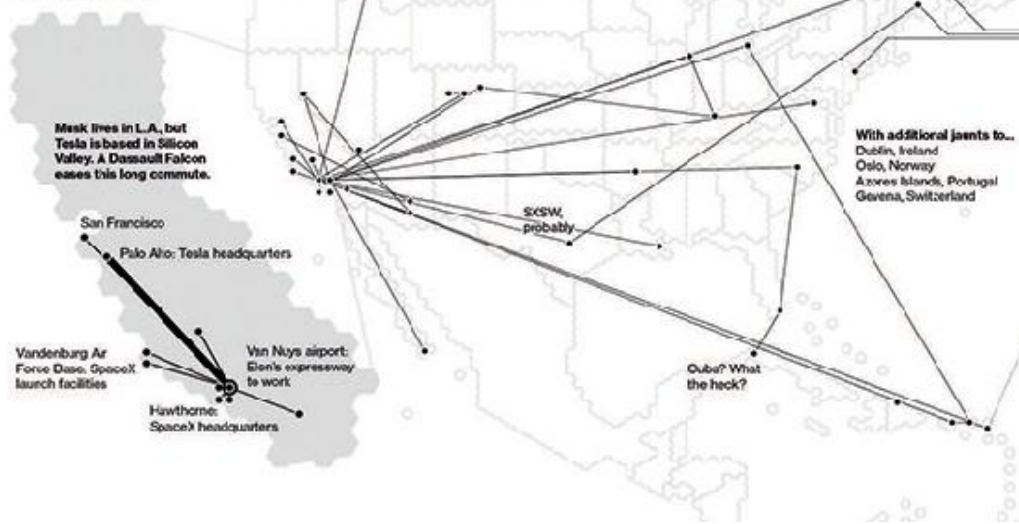 Musk lives in L.A., but
Tesla is based in Silicon
Valley. A Dassault Falcon
eases this long commute.
San Francisco
Palo Alto: Tesla headquarters
Vandenburg Air
Force Base, SpaceX
launch facilities
Van Nuys airport:
Elon's expressway
to work
Hawthorne:
SpaceX headquarters
SXSW,
probably
Cuba? What
the heck?
With additional jaunts to...
Dublin, Ireland
Oslo, Norway
Azores Islands, Portugal
Gevena, Switzerland